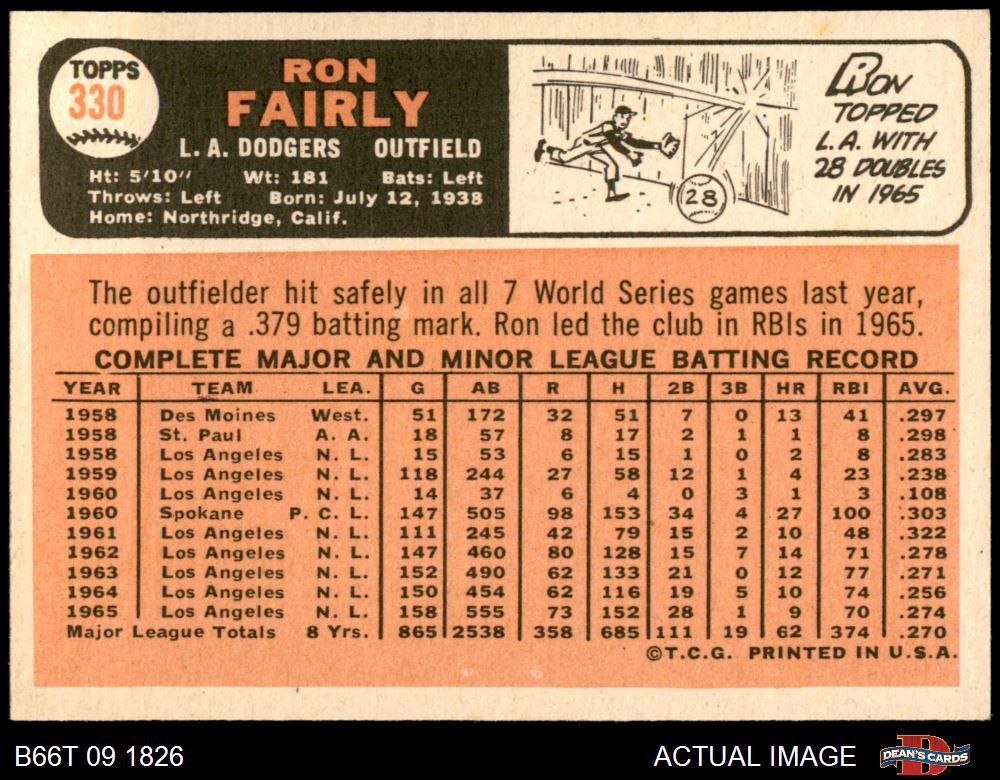 TOPPS
330
RON
FAIRLY
L. A. DODGERS OUTFIELD
Ht: 5'10" Wt: 181 Bats: Left
Throws: Left Born: July 12, 1938
Home: Northridge, Calif.
28
RON
TOPPED
L.A. WITH
28 DOUBLES
IN 1965
The outfielder hit safely in all 7 World Series games last year,
compiling a .379 batting mark. Ron led the club in RBIs in 1965.
COMPLETE MAJOR AND MINOR LEAGUE BATTING RECORD
YEAR TEAM LEA. G AB R H 2B 3B HR RBI AVG.
1958 Des Moines West. 51 172 32 51 7 0 13 41 .297
1958 St. Paul A. A. 18 57 8 17 2 1 1 8 .298
1958 Los Angeles N. L. 15 53 6 15 1 0 2 8 .283
1959 Los Angeles N. L. 118 244 27 58 12 1 4 23 .238
1960 Los Angeles N. L. 14 37 6 4 0 3 1 3 .108
1960 Spokane P. C. L. 147 505 98 153 34 4 27 100 .303
1961 Los Angeles N. L. 111 245 42 79 15 2 10 48 .322
1962 Los Angeles N. L. 147 460 80 128 15 7 14 71 .278
1963 Los Angeles N. L. 152 490 62 133 21 0 12 77 .271
1964 Los Angeles N. L. 150 454 62 116 19 5 10 74 .256
1965 Los Angeles N. L. 158 555 73 152 28 1 9 70 .274
Major League Totals 8 Yrs. 865 2538 358 685 111 19 62 374 .270
©T.C.G. PRINTED IN U.S.A.
B66T 09 1826 ACTUAL IMAGE DEAN'S CARDS